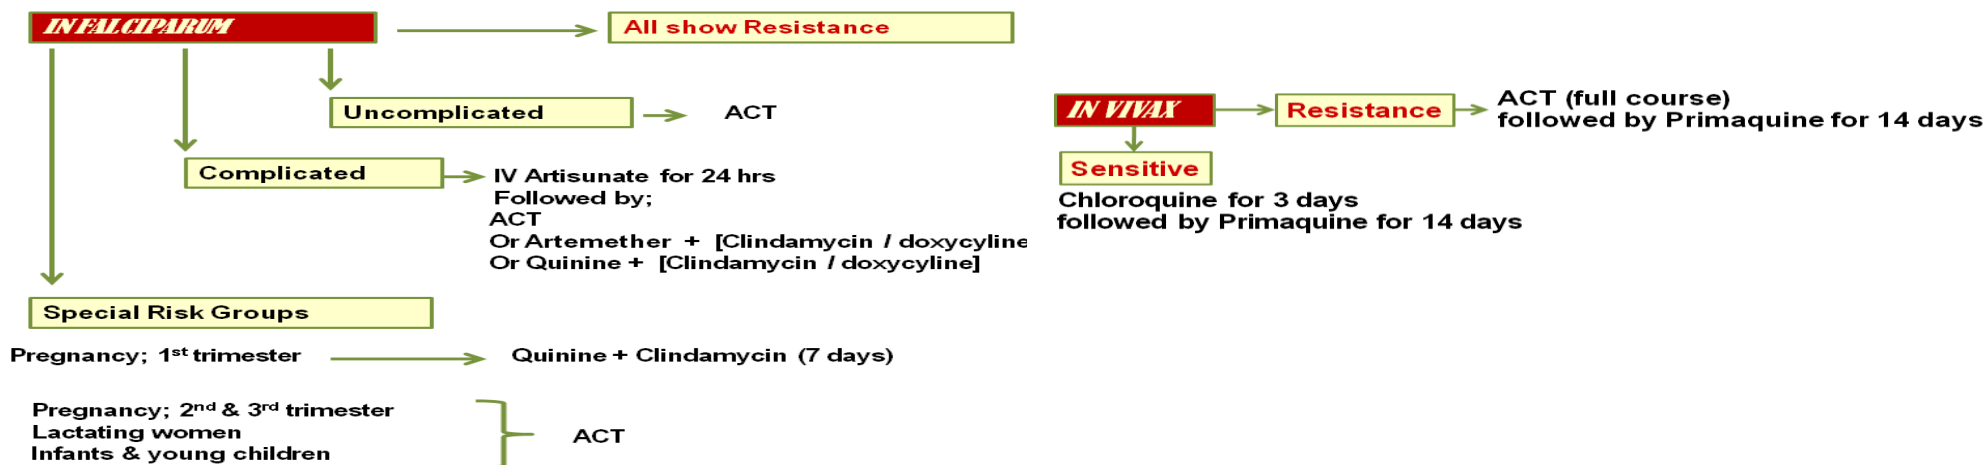 IN FALCIPARUM
All show Resistance
Uncomplicated
ACT
Complicated
IV Artisunate for 24 hrs
Followed by;
ACT
Or Artemether + [Clindamycin / doxycyline
Or Quinine + [Clindamycin / doxycyline]
Special Risk Groups
Pregnancy; 1st trimester
Quinine + Clindamycin (7 days)
Pregnancy; 2nd & 3rd trimester
Lactating women
Infants & young children
ACT
IN VIVAX
Resistance
ACT (full course)
followed by Primaquine for 14 days
Sensitive
Chloroquine for 3 days
followed by Primaquine for 14 days